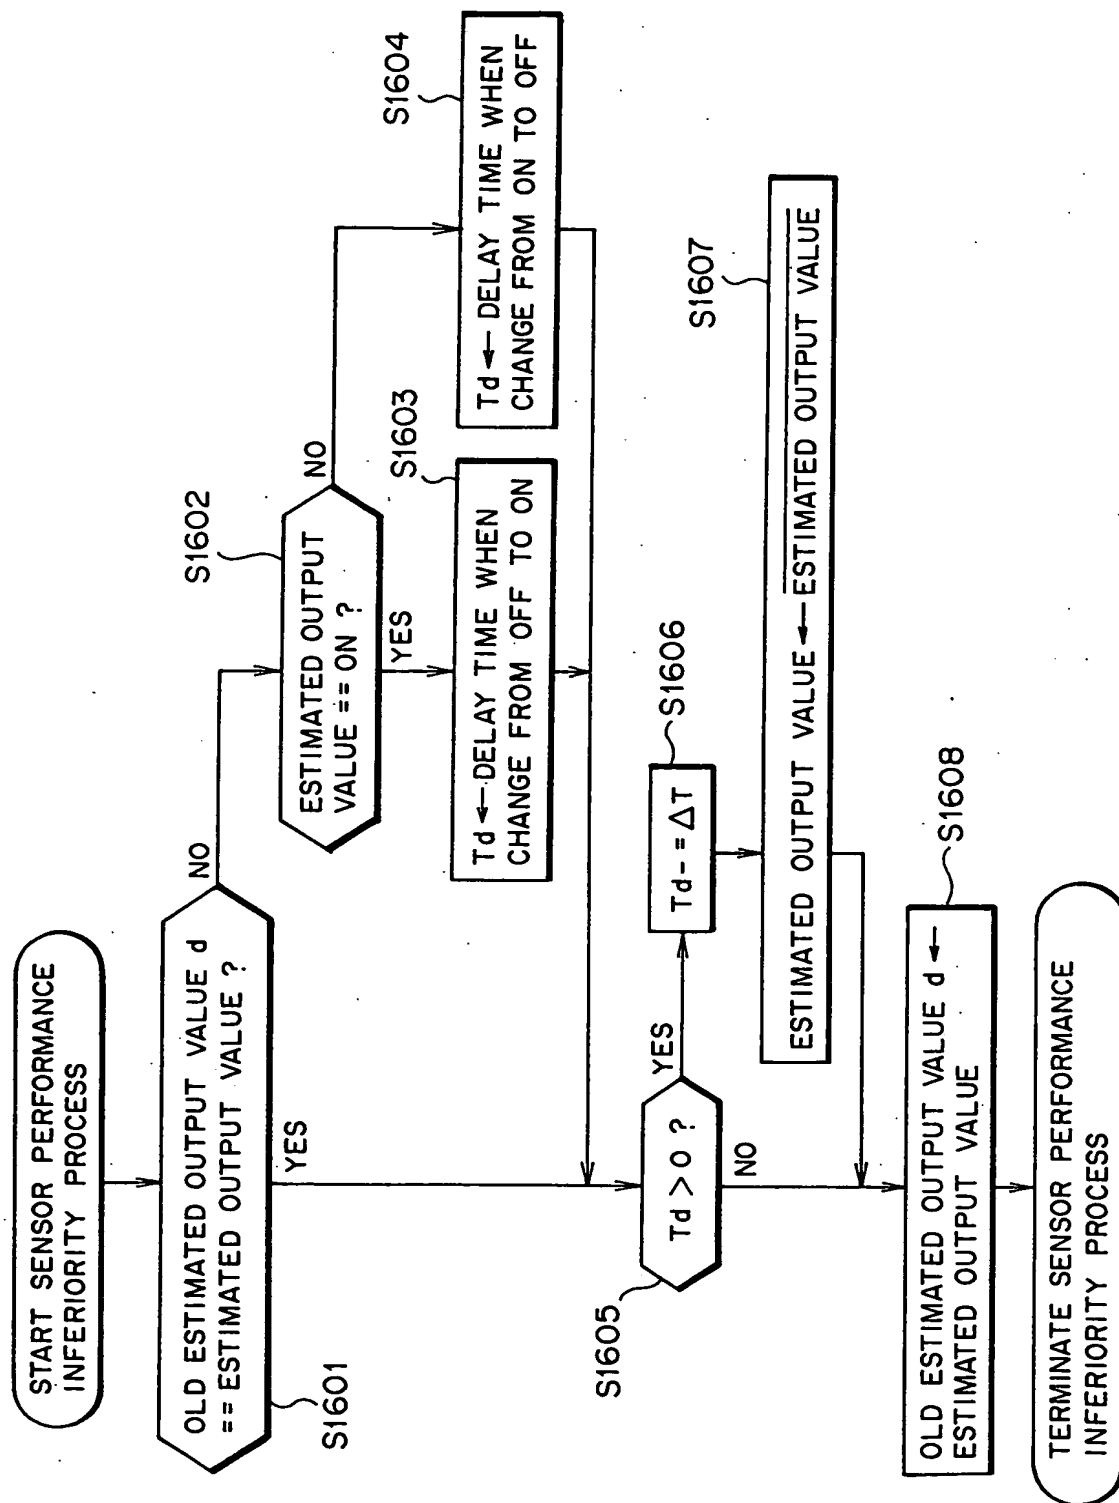 START SENSOR PERFORMANCE
INFERIORITY PROCESS
OLD ESTIMATED OUTPUT VALUE d
== ESTIMATED OUTPUT VALUE ?
S1601
NO
YES
S1602
ESTIMATED OUTPUT
VALUE == ON ?
NO
YES
S1603
Td ← DELAY TIME WHEN
CHANGE FROM OFF TO ON
S1604
Td ← DELAY TIME WHEN
CHANGE FROM ON TO OFF
S1605
Td > 0 ?
YES
NO
S1606
Td - = ΔT
S1607
ESTIMATED OUTPUT VALUE ← ESTIMATED OUTPUT VALUE
S1608
OLD ESTIMATED OUTPUT VALUE d ←
ESTIMATED OUTPUT VALUE
TERMINATE SENSOR PERFORMANCE
INFERIORITY PROCESS